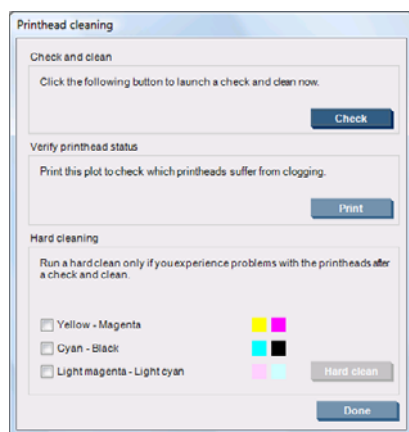 Printhead cleaning
Check and clean
Click the following button to launch a check and clean now.
Check
Verify printhead status
Print this plot to check which printheads suffer from clogging.
Print
Hard cleaning
Run a hard clean only if you experience problems with the printheads after
a check and clean.
Yellow - Magenta
Cyan - Black
Light magenta - Light cyan
Hard clean
Done